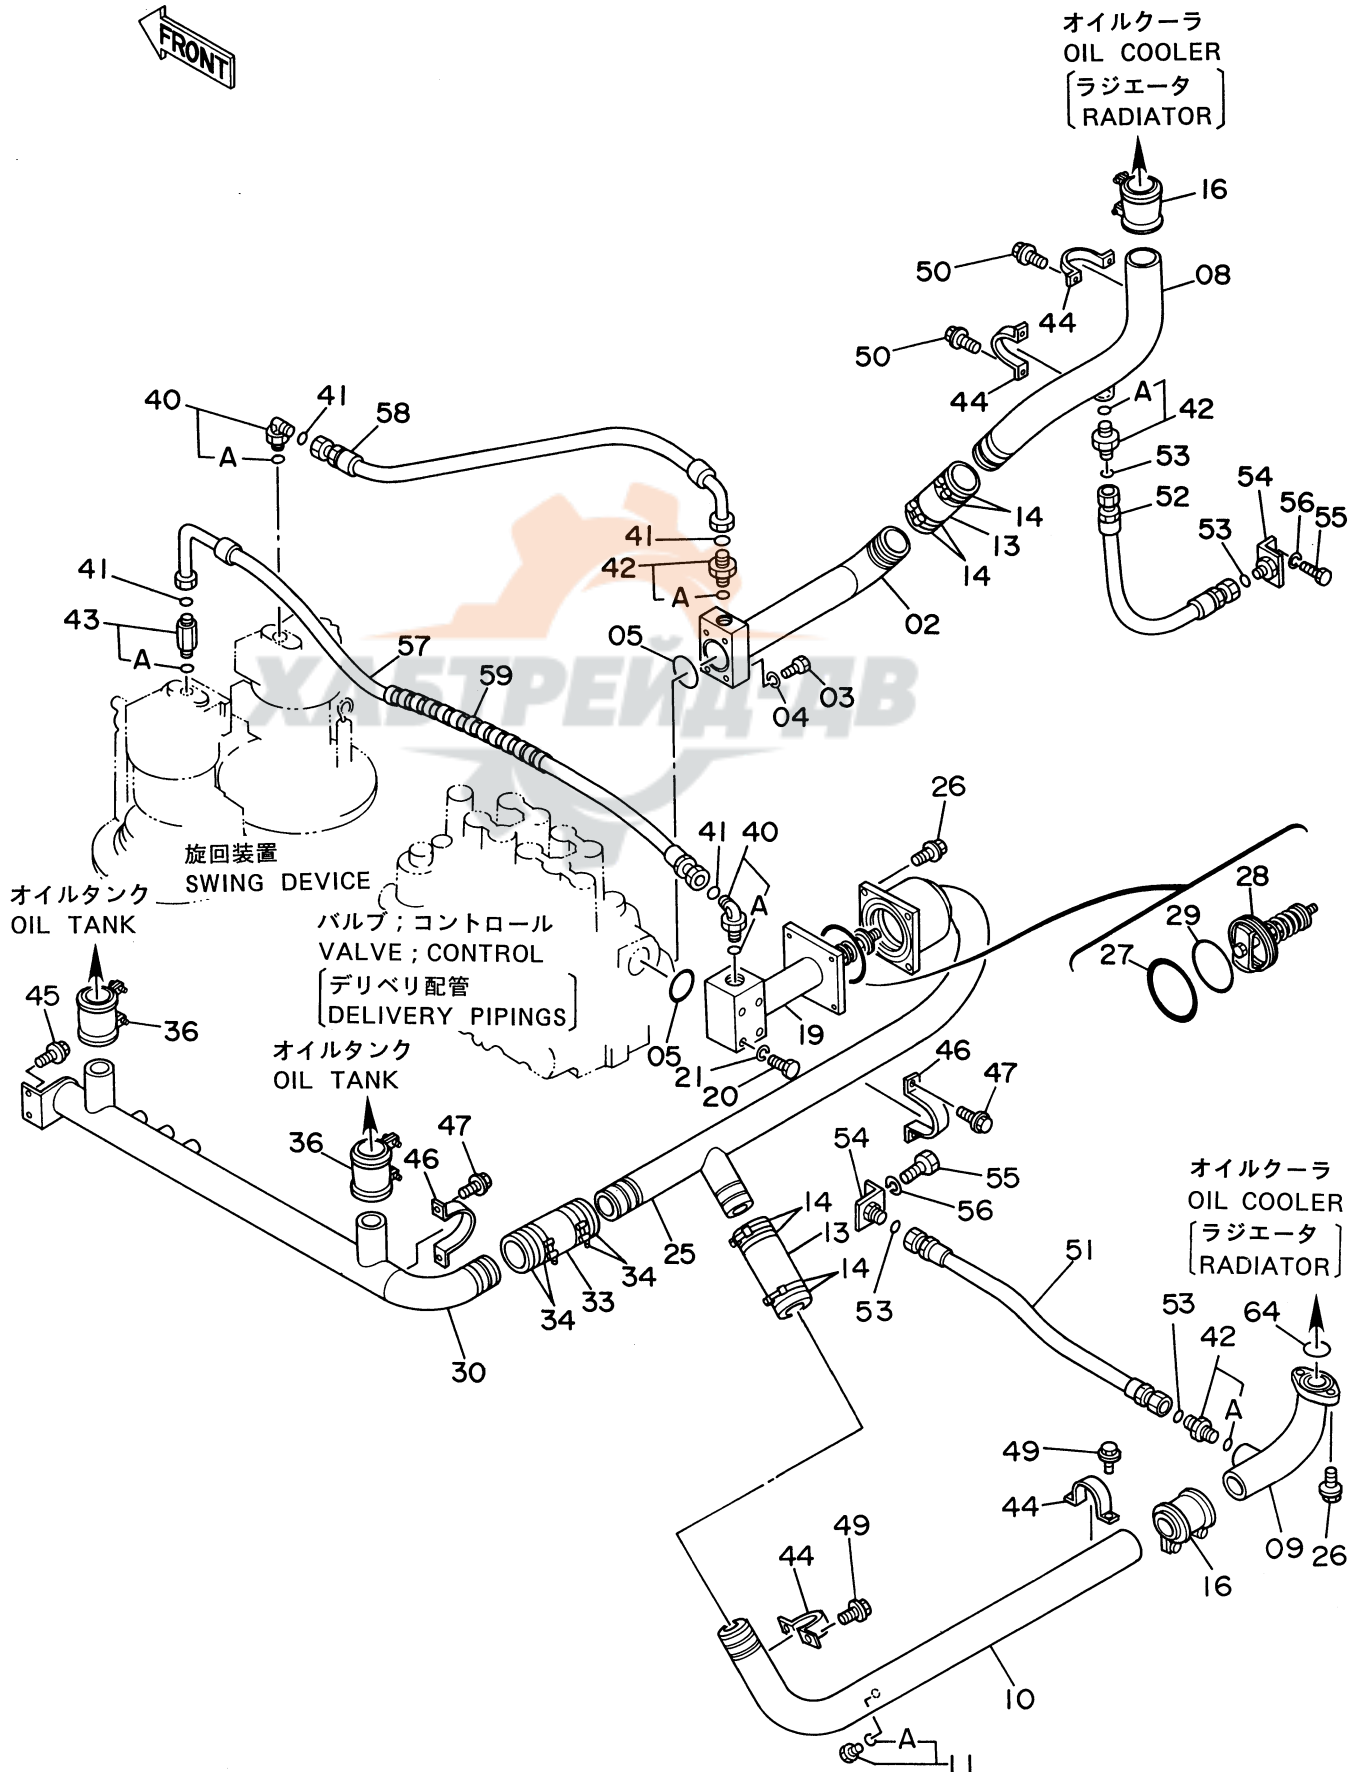 FRONT
オイルクーラ
OIL COOLER
ラジエータ
RADIATOR
16
50
44
08
50
44
A
42
53
52
54
56
55
53
40
41
58
A
14
13
14
41
42
A
02
41
43
A
57
59
05
04
03
ХАБТРЕЙД-ДВ
旋回装置
SWING DEVICE
オイルタンク
OIL TANK
バルブ;コントロール
VALVE;CONTROL
デリベリ配管
DELIVERY PIPINGS
オイルタンク
OIL TANK
41
40
A
26
28
29
27
45
36
05
21
20
19
46
47
36
46
47
54
55
56
14
13
14
25
34
33
34
30
53
51
オイルクーラ
OIL COOLER
ラジエータ
RADIATOR
53
64
42
A
49
44
09
26
16
49
44
10
A
11